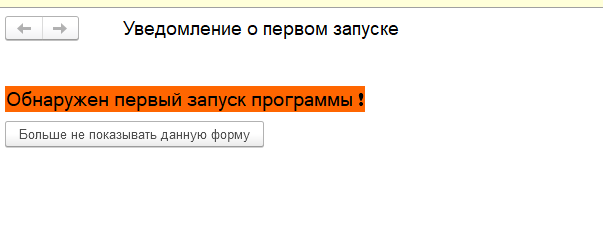 Уведомление о первом запуске
Обнаружен первый запуск программы !
Больше не показывать данную форму